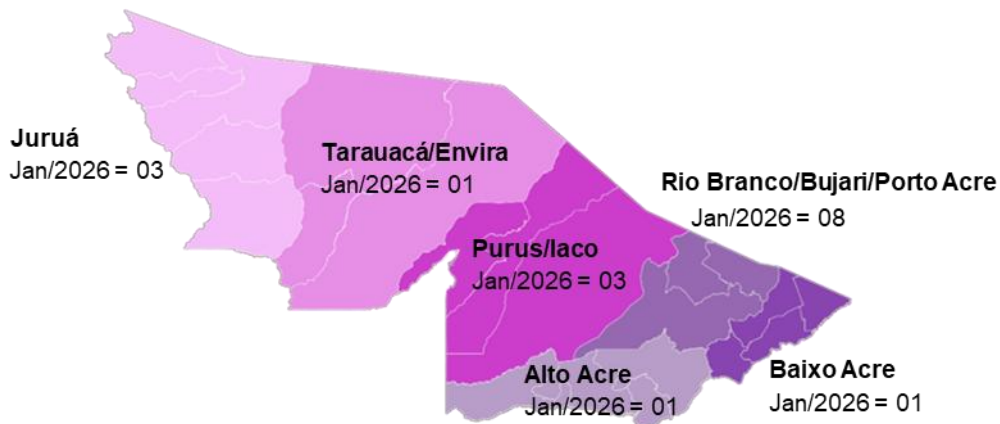 Juruá
Jan/2026 = 03
Tarauacá/Envira
Jan/2026 = 01
Rio Branco/Bujari/Porto Acre
Jan/2026 = 08
Purus/Iaco
Jan/2026 = 03
Alto Acre
Jan/2026 = 01
Baixo Acre
Jan/2026 = 01